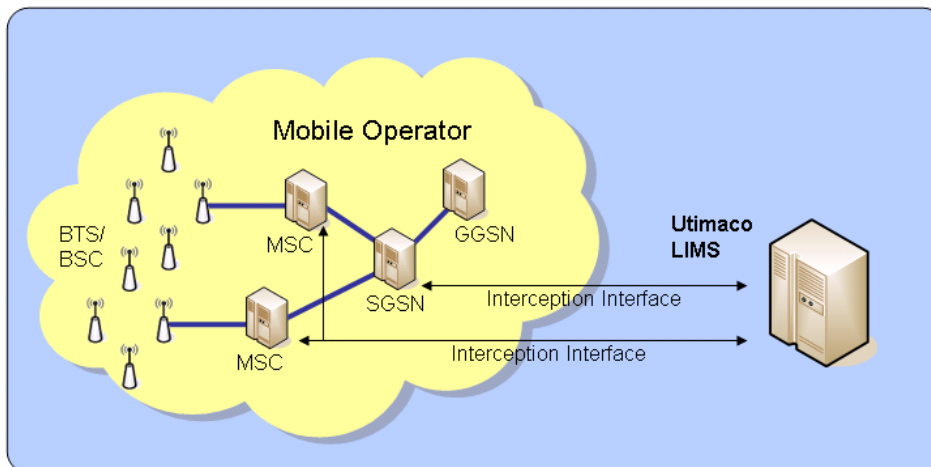 Mobile Operator
BTS/
BSC
MSC
GGSN
SGSN
MSC
Utimaco
LIMS
Interception Interface
Interception Interface